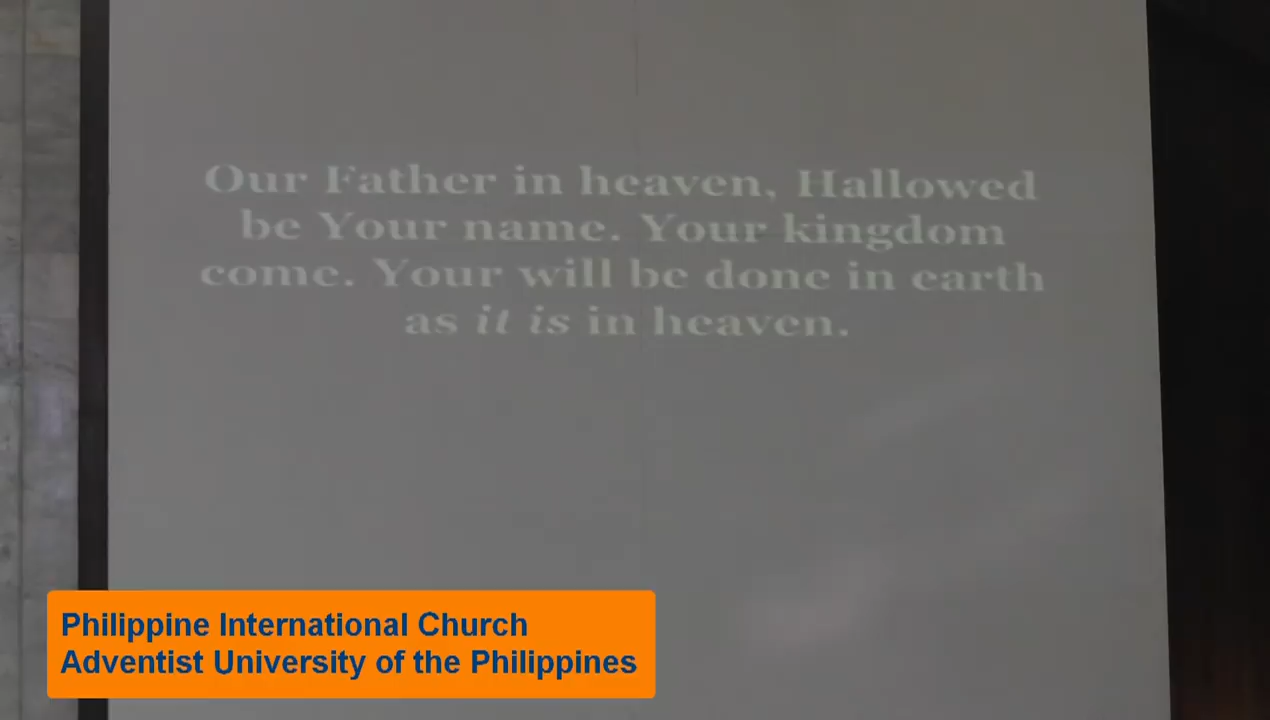 Our Father in heaven, Hallowed
be Your name. Your kingdom
come. Your will be done in earth
as it is in heaven.
Philippine International Church
Adventist University of the Philippines